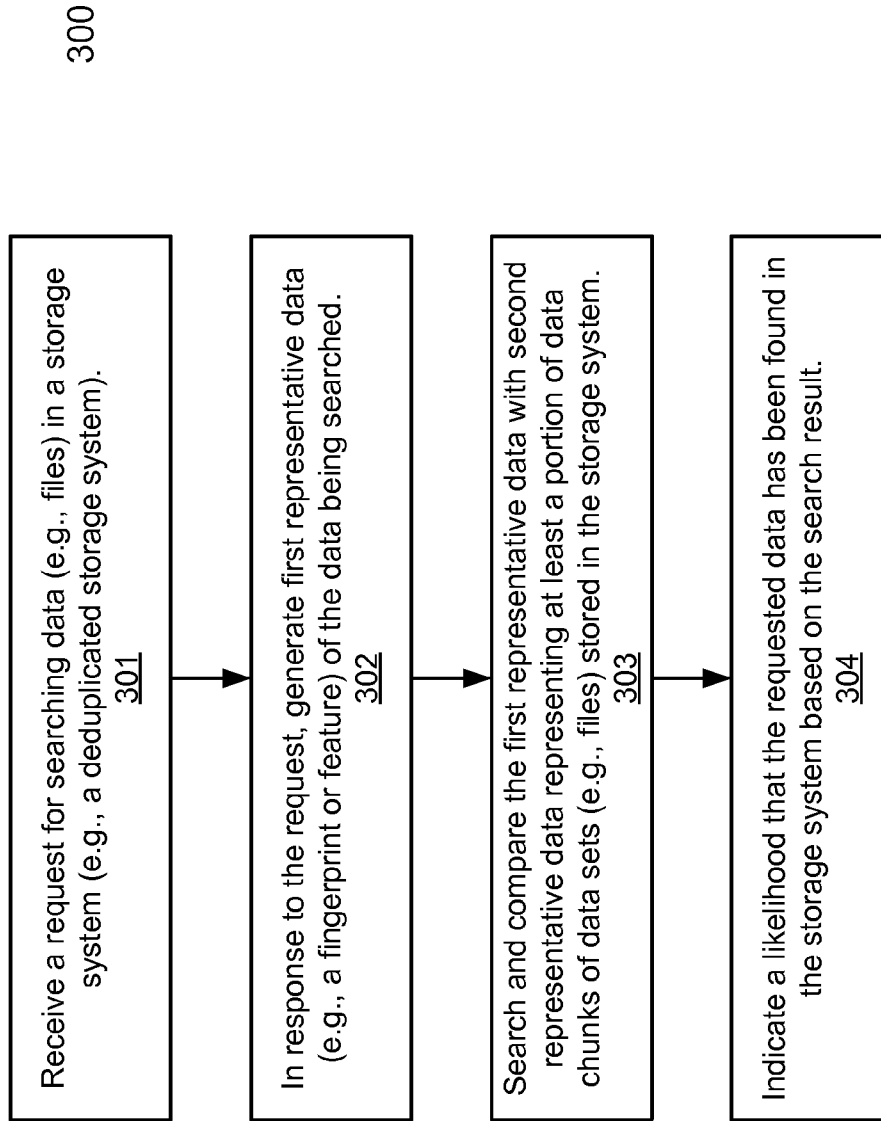 300
Receive a request for searching data (e.g., files) in a storage
system (e.g., a deduplicated storage system).
301
In response to the request, generate first representative data
(e.g., a fingerprint or feature) of the data being searched.
302
Search and compare the first representative data with second
representative data representing at least a portion of data
chunks of data sets (e.g., files) stored in the storage system.
303
Indicate a likelihood that the requested data has been found in
the storage system based on the search result.
304